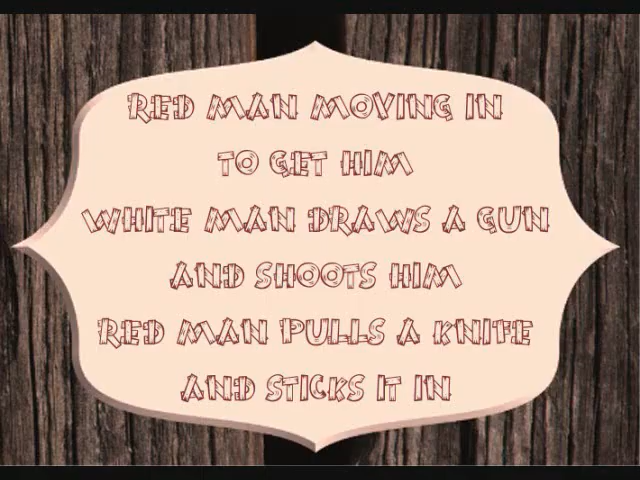 RED MAN MOVING IN
TO GET HIM
WHITE MAN DRAWS A GUN
AND SHOOTS HIM
RED MAN PULLS A KNIFE
AND STICKS IT IN